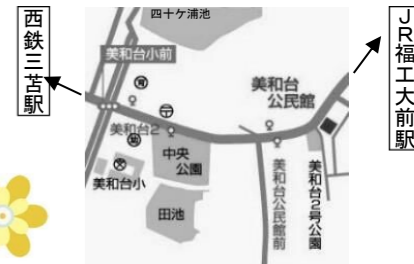 西鉄三苫駅
四十ケ浦池
JR福工大前駅
美和台小前
美和台
公民館
美和台2
中央
公園
美和台小
田池
美和台公民館前
美和台2号公園